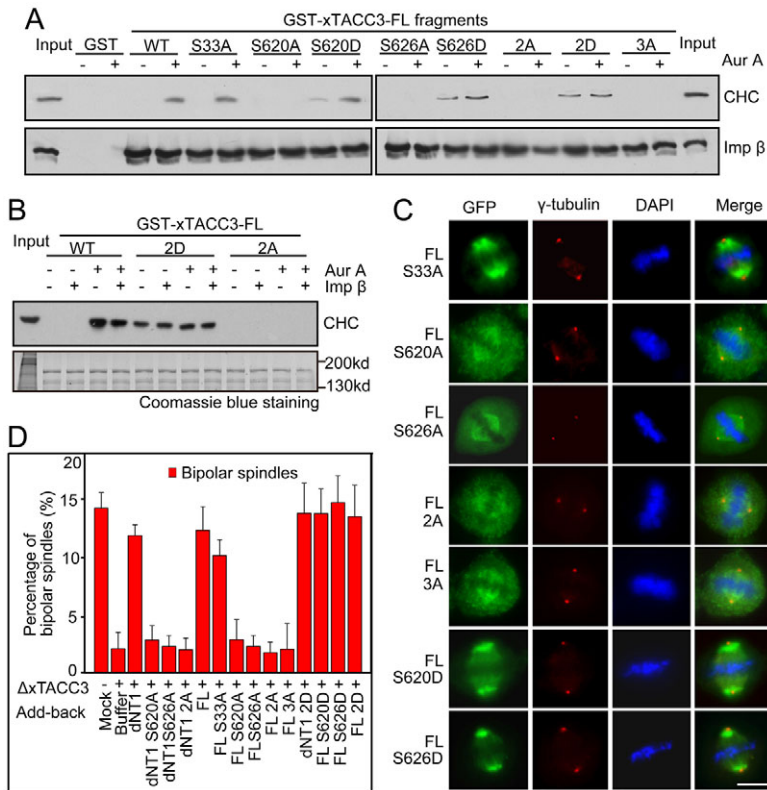 A
GST-xTACC3-FL fragments
Input GST WT S33A S620A S620D S626A S626D 2A 2D 3A Input
- + - + - + - + - + - + - + - + - + - + Aur A
CHC
Imp β
B
GST-xTACC3-FL
Input WT 2D 2A
- - + + - - + + - - + + Aur A
- + - + - + - + - + - + Imp β
CHC
200kd
130kd
Coomassie blue staining
C
GFP γ-tubulin DAPI Merge
FL S33A
FL S620A
FL S626A
FL 2A
FL 3A
FL S620D
FL S626D
D
Bipolar spindles
Percentage of bipolar spindles (%)
20
15
10
5
0
ΔxTACC3 - + + + + + + + + + + + + + + +
Add-back
Mock
Buffer
dNT1
dNT1 S620A
dNT1S626A
dNT1 2A
FL
FL S33A
FL S620A
FLS626A
FL 2A
FL 3A
dNT1 2D
FL S620D
FL S626D
FL 2D